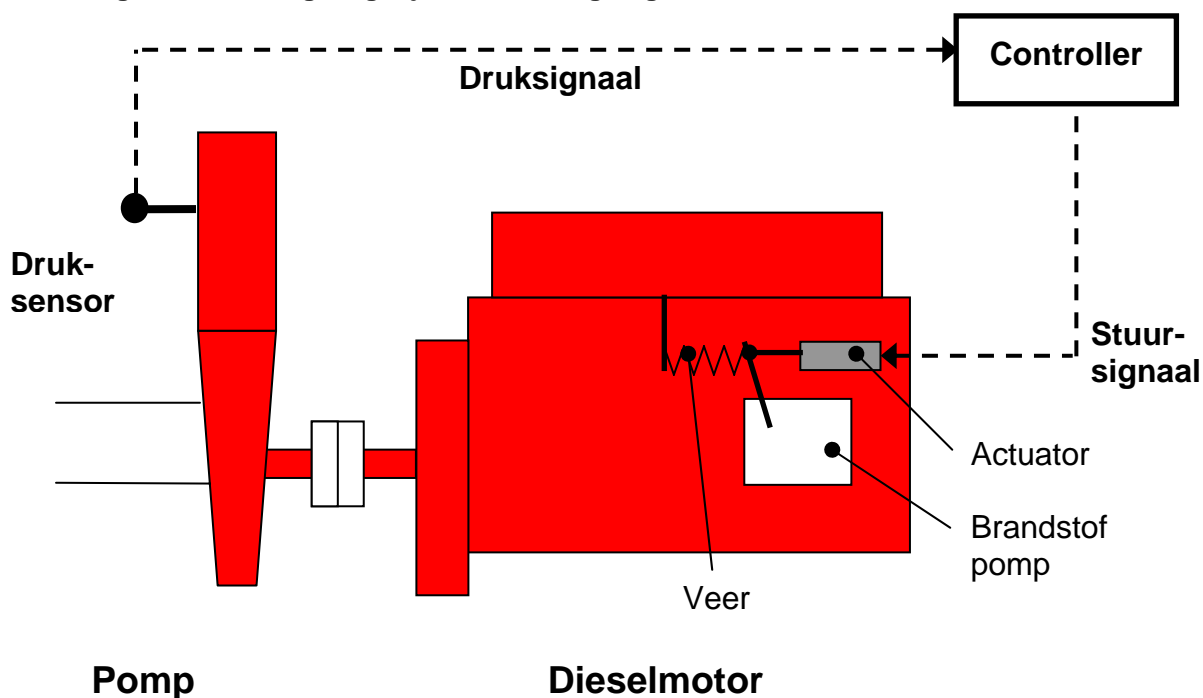 Controller
Druksignaal
Druk-
sensor
Stuur-
signaal
Actuator
Brandstof
pomp
Veer
Pomp
Dieselmotor